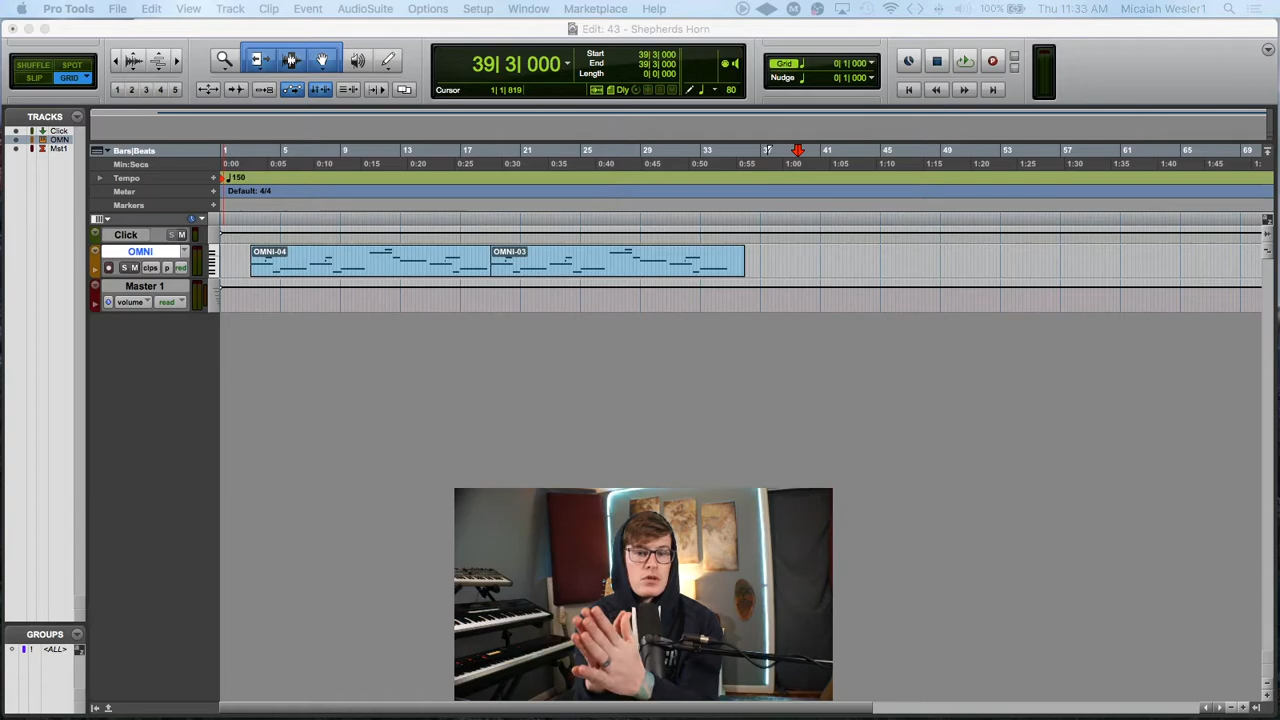 Pro Tools File Edit View Track Clip Event AudioSuite Options Setup Window Marketplace Help 100% Thu 11:33 AM Micaiah Wesler1
Edit: 43 - Shepherds Horn
SHUFFLE SPOT
SLIP GRID
1 2 3 4 5
39| 3| 000
Start 39| 3| 000
End 39| 3| 000
Length 0| 0| 000
Cursor 1| 1| 819 Dly 80
Grid 0| 1| 000
Nudge 0| 1| 000
TRACKS
Click
OMN
Mst1
Bars|Beats 1 5 9 13 17 21 25 29 33 37 41 45 49 53 57 61 65 69
Min:Secs 0:00 0:05 0:10 0:15 0:20 0:25 0:30 0:35 0:40 0:45 0:50 0:55 1:00 1:05 1:10 1:15 1:20 1:25 1:30 1:35 1:40 1:45
Tempo 150
Meter Default: 4/4
Markers
Click S M
OMNI OMNI-04 OMNI-03
S M clips p red
Master 1
volume read
GROUPS
! <ALL>